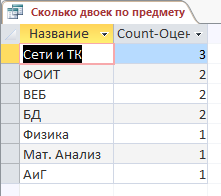 Сколько двоек по предмету
Название Count-Оцен
Сети и ТК 3
ФОИТ 2
ВЕБ 2
БД 2
Физика 1
Мат. Анализ 1
АиГ 1